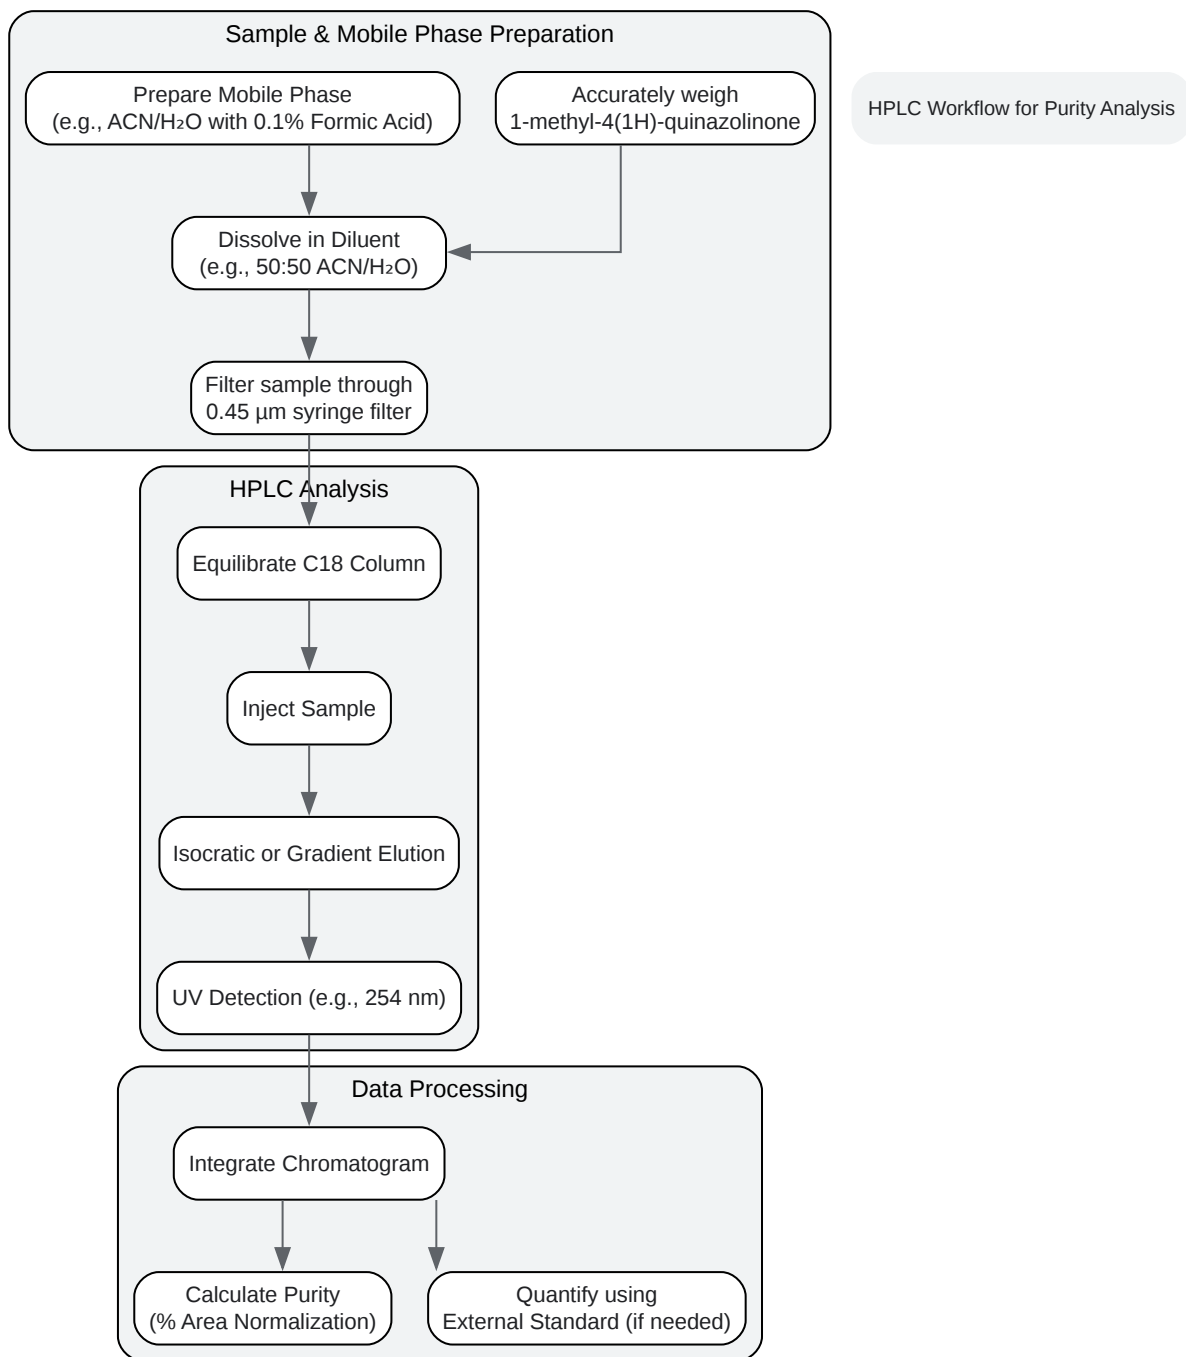 Sample & Mobile Phase Preparation
Prepare Mobile Phase
(e.g., ACN/H₂O with 0.1% Formic Acid)
Accurately weigh
1-methyl-4(1H)-quinazolinone
HPLC Workflow for Purity Analysis
Dissolve in Diluent
(e.g., 50:50 ACN/H₂O)
Filter sample through
0.45 µm syringe filter
HPLC Analysis
Equilibrate C18 Column
Inject Sample
Isocratic or Gradient Elution
UV Detection (e.g., 254 nm)
Data Processing
Integrate Chromatogram
Calculate Purity
(% Area Normalization)
Quantify using
External Standard (if needed)